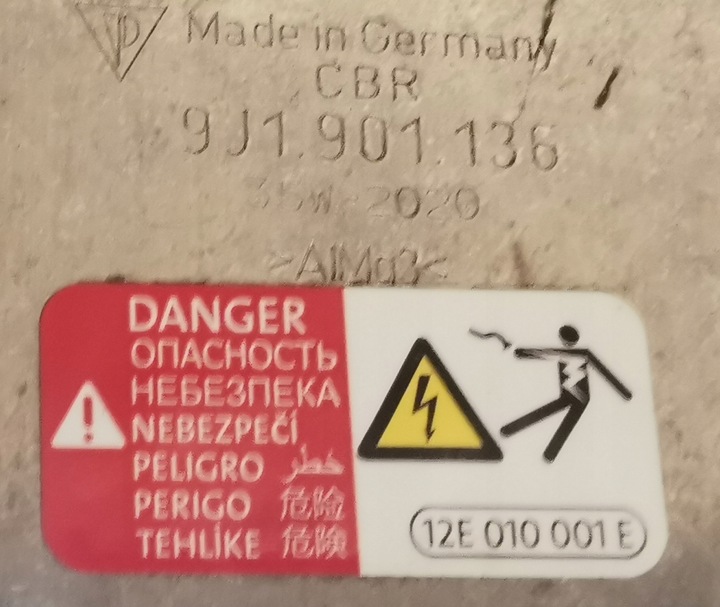 Made in Germany
CBR
9J1.901.136
35W 2020
>AlMg3<
DANGER
ОПАСНОСТЬ
НЕБЕЗПЕКА
NEBEZPEČÍ
PELIGRO خطر
PERIGO 危险
TEHLİKE 危険
12E 010 001 E